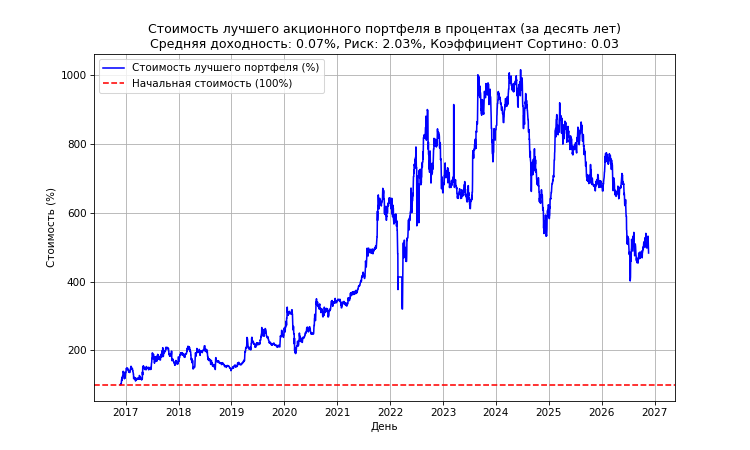 Стоимость лучшего акционного портфеля в процентах (за десять лет)
Средняя доходность: 0.07%, Риск: 2.03%, Коэффициент Сортино: 0.03
Стоимость лучшего портфеля (%)
Начальная стоимость (100%)
Стоимость (%)
1000
800
600
400
200
2017 2018 2019 2020 2021 2022 2023 2024 2025 2026 2027
День